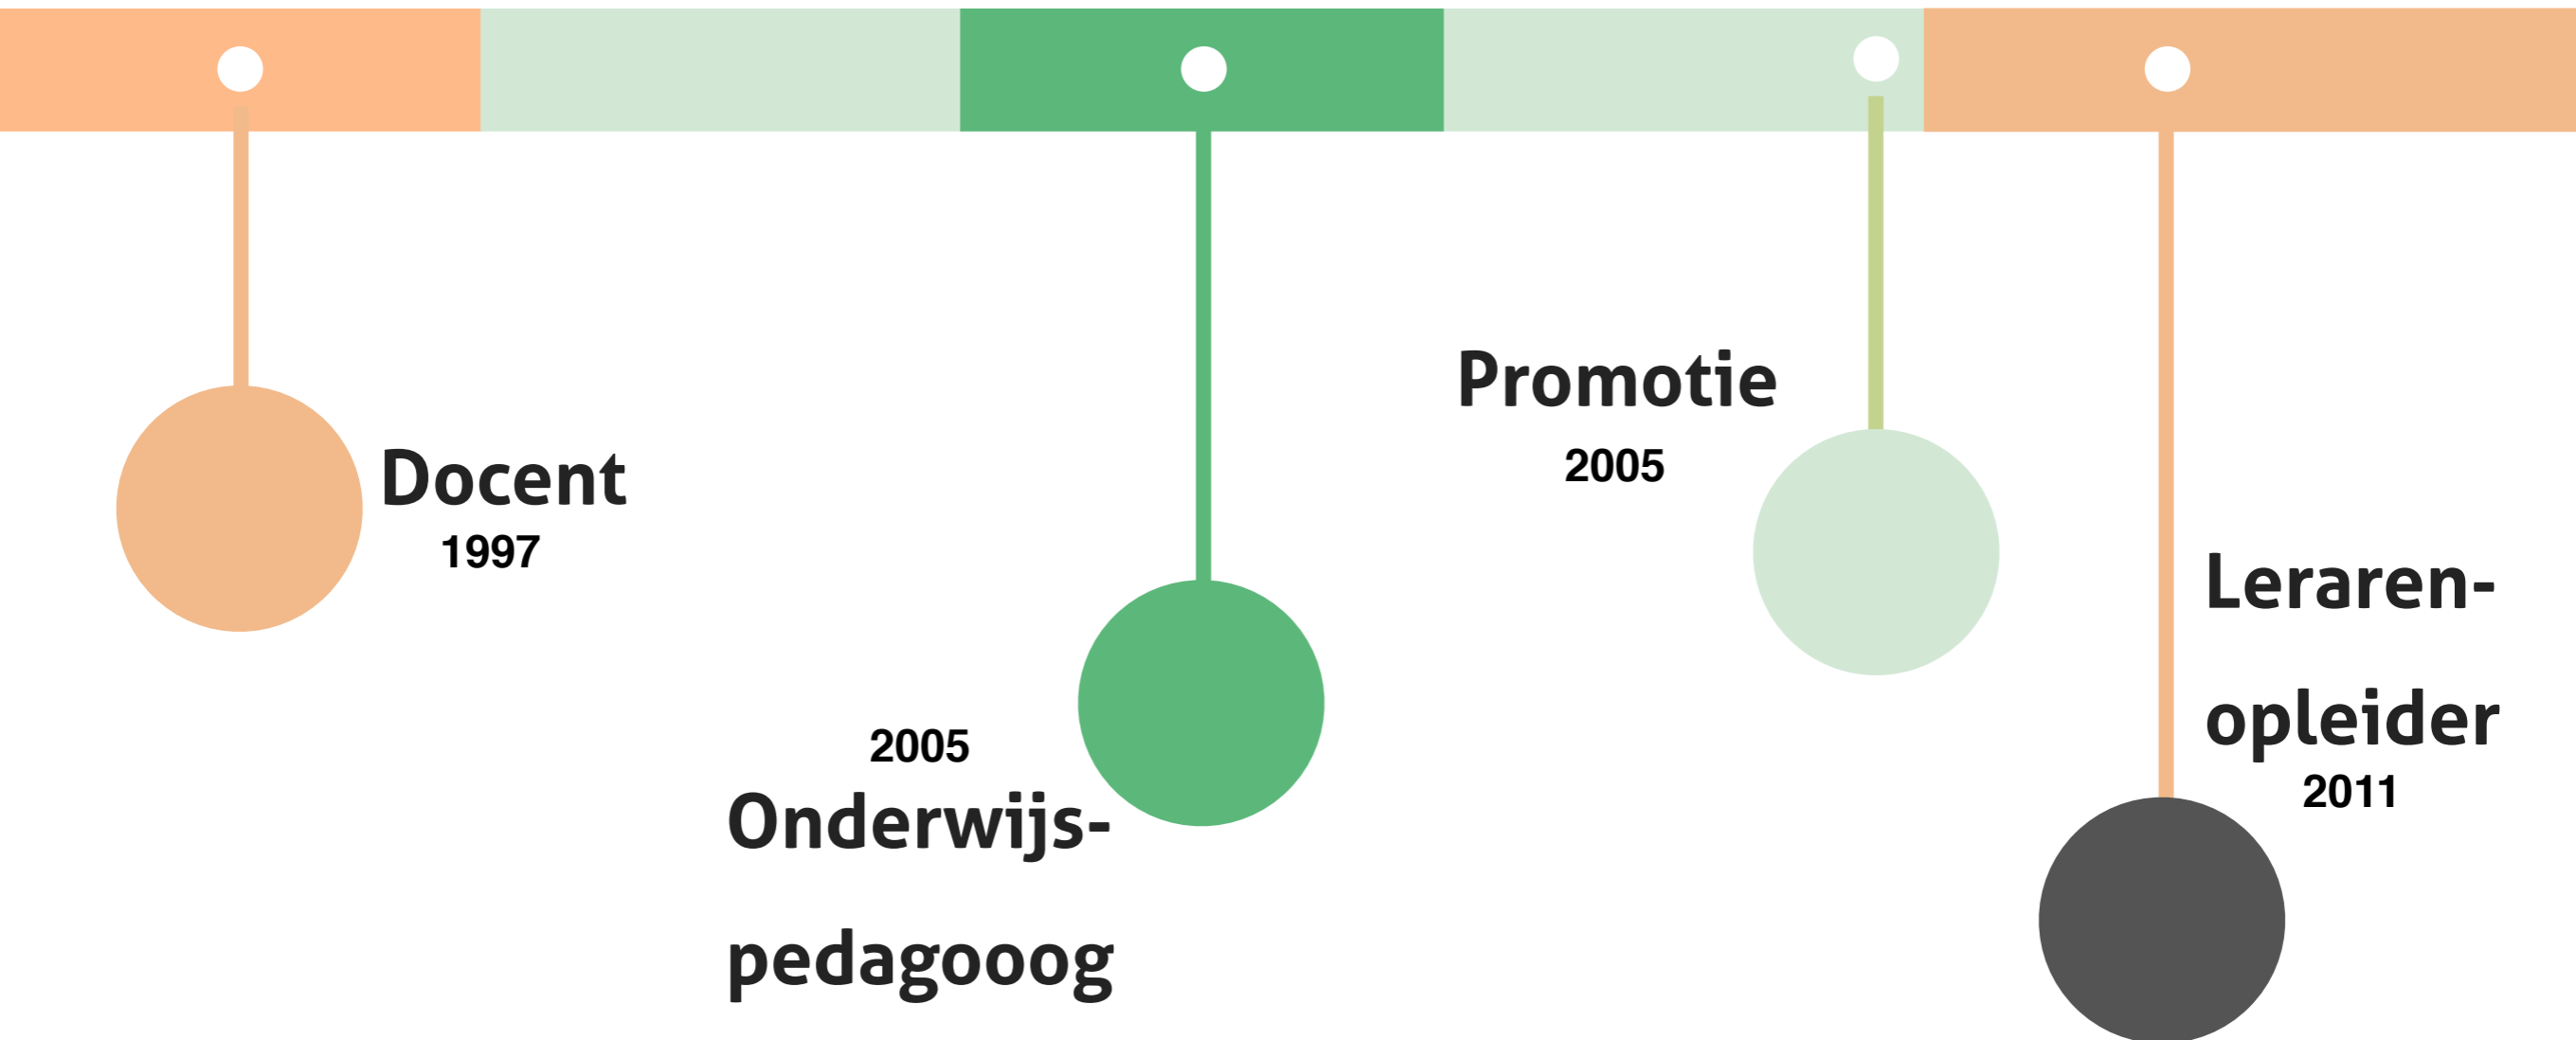 Docent
1997
2005
Onderwijs-
pedagooog
Promotie
2005
Leraren-
opleider
2011